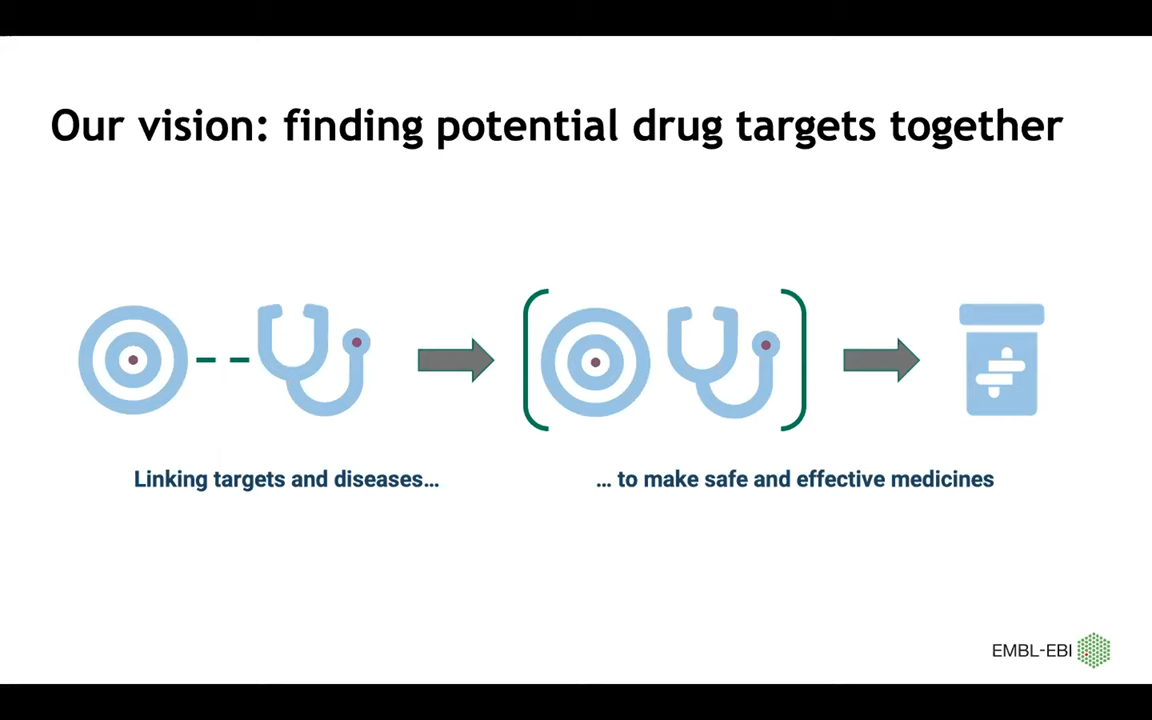 Our vision: finding potential drug targets together
Linking targets and diseases…
… to make safe and effective medicines
EMBL-EBI